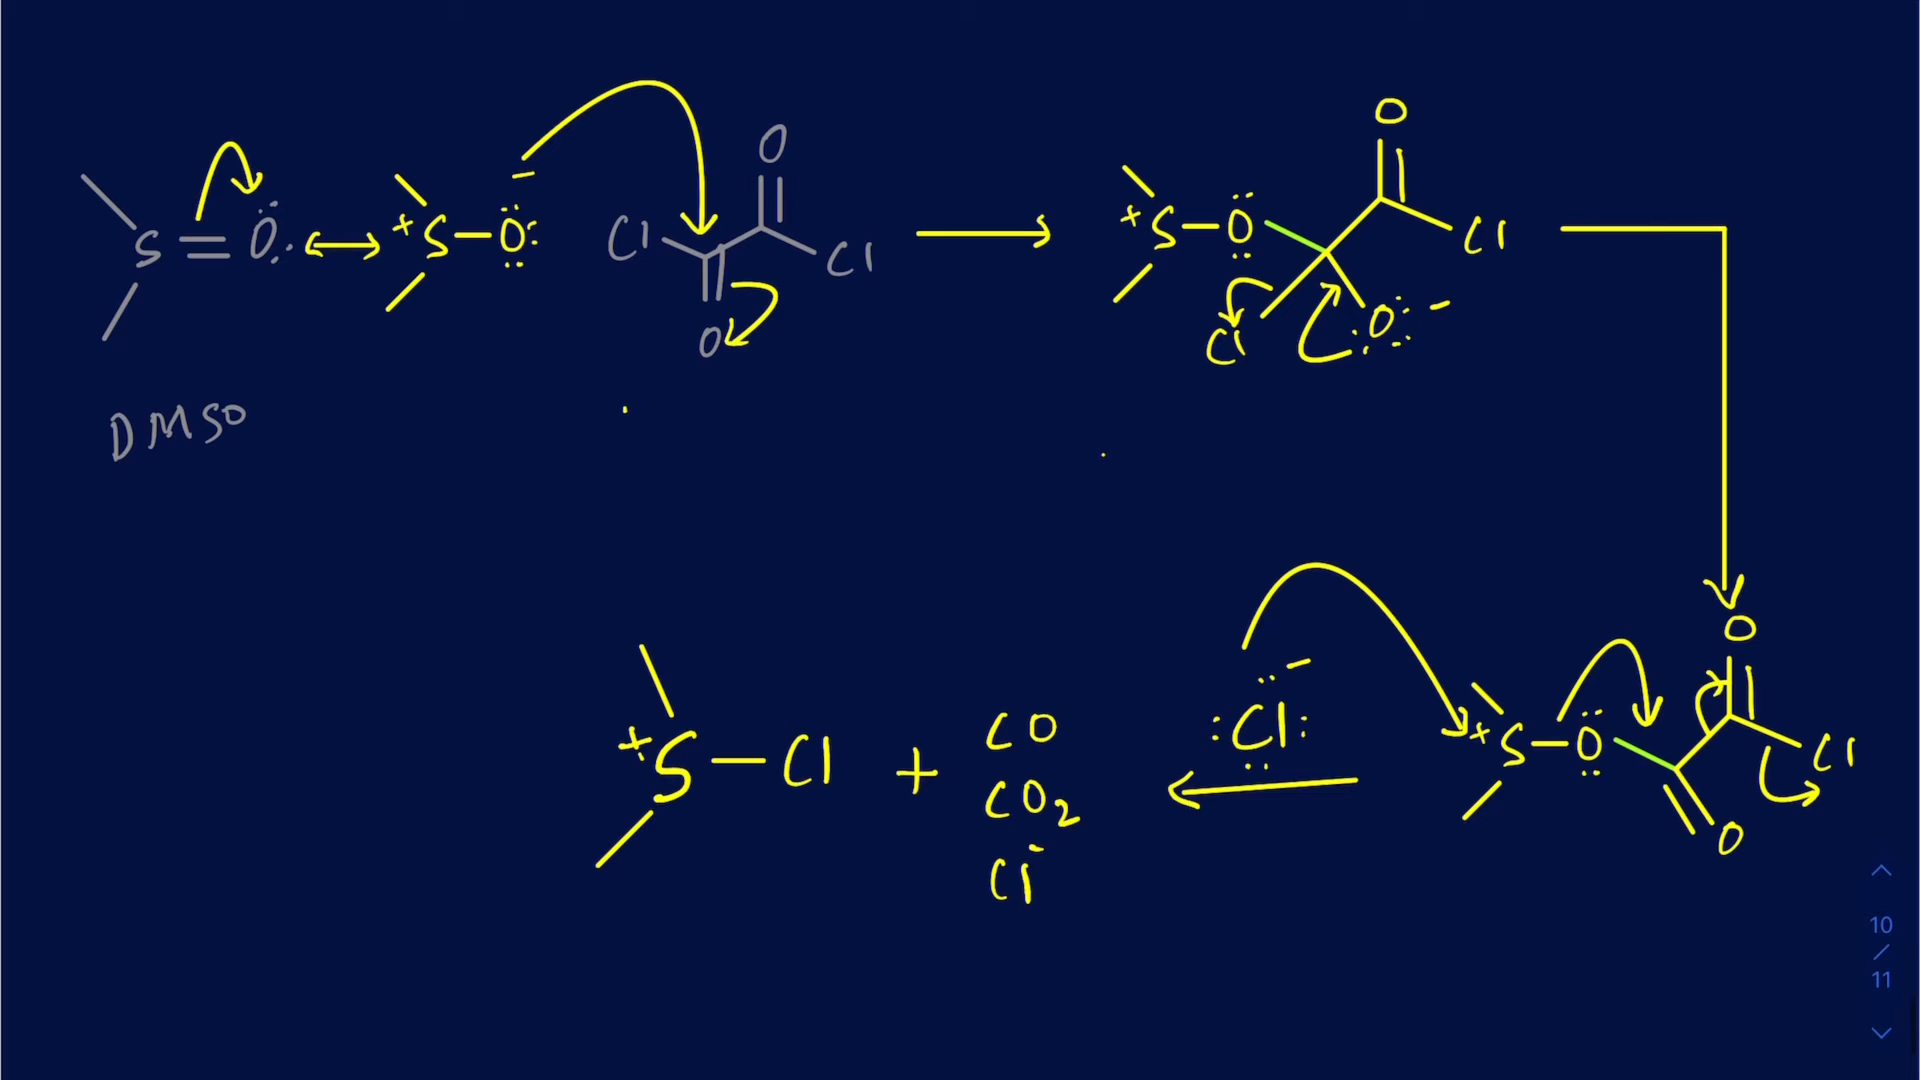 O
O
S = O ⟷ + S – O – Cl Cl O → + S – O Cl O – Cl
DMSO
O
+ S – Cl + CO Cl – + S – O Cl
CO2 O
Cl –
10
/
11